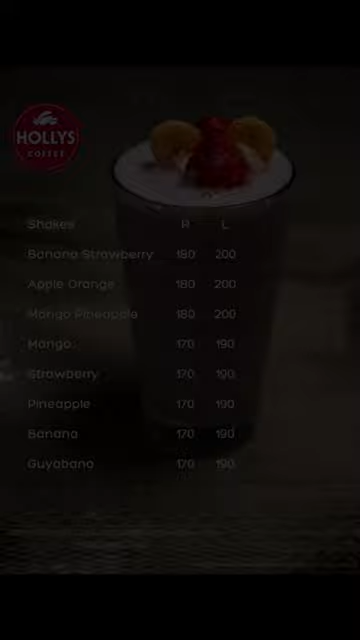 HOLLYS
COFFEE
Shakes R L
Banana Strawberry 180 200
Apple Orange 180 200
Mango Pineapple 180 200
Mango 170 190
Strawberry 170 190
Pineapple 170 190
Banana 170 190
Guyabano 170 190